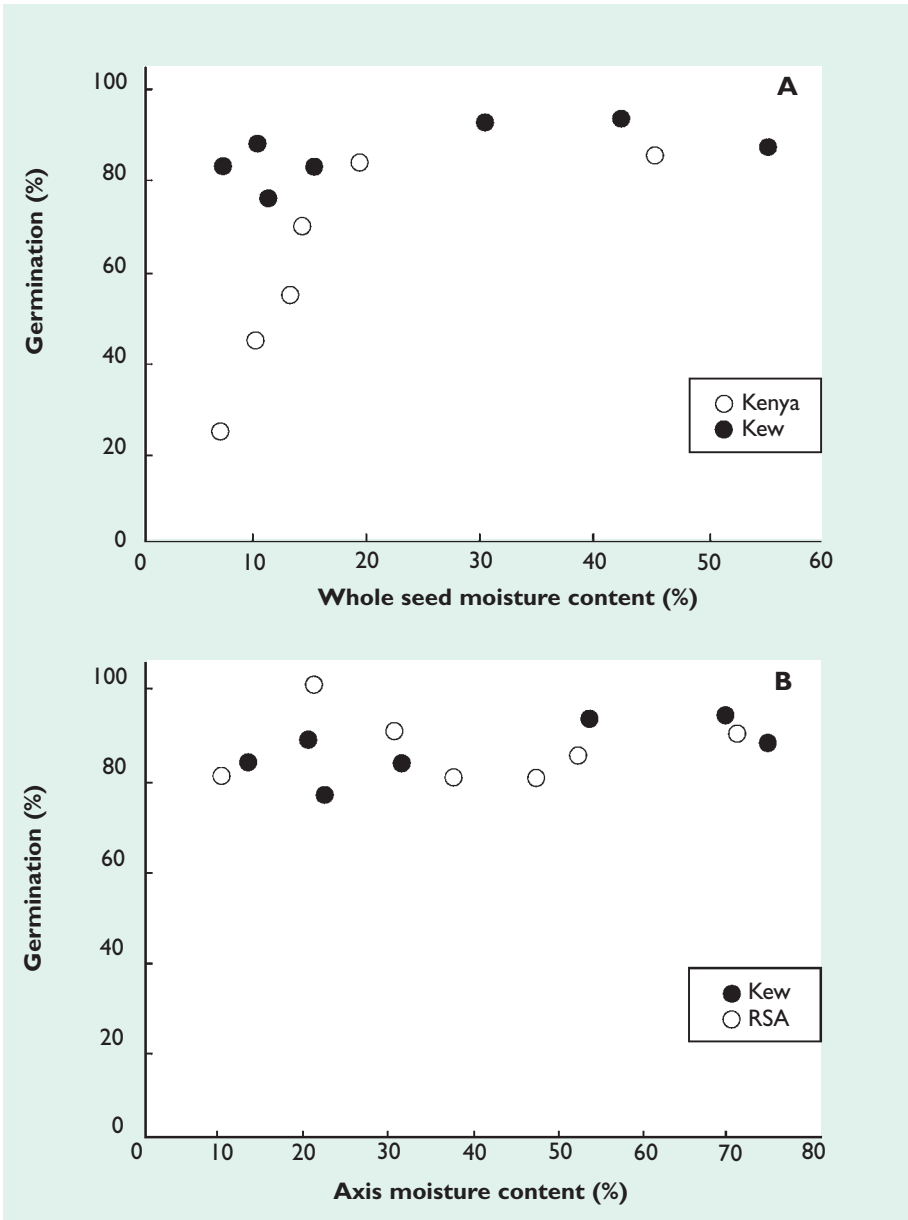 A
100
80
60
40
20
0
Germination (%)
Kenya
Kew
0 10 20 30 40 50 60
Whole seed moisture content (%)
B
100
80
60
40
20
0
Germination (%)
Kew
RSA
0 10 20 30 40 50 60 70 80
Axis moisture content (%)